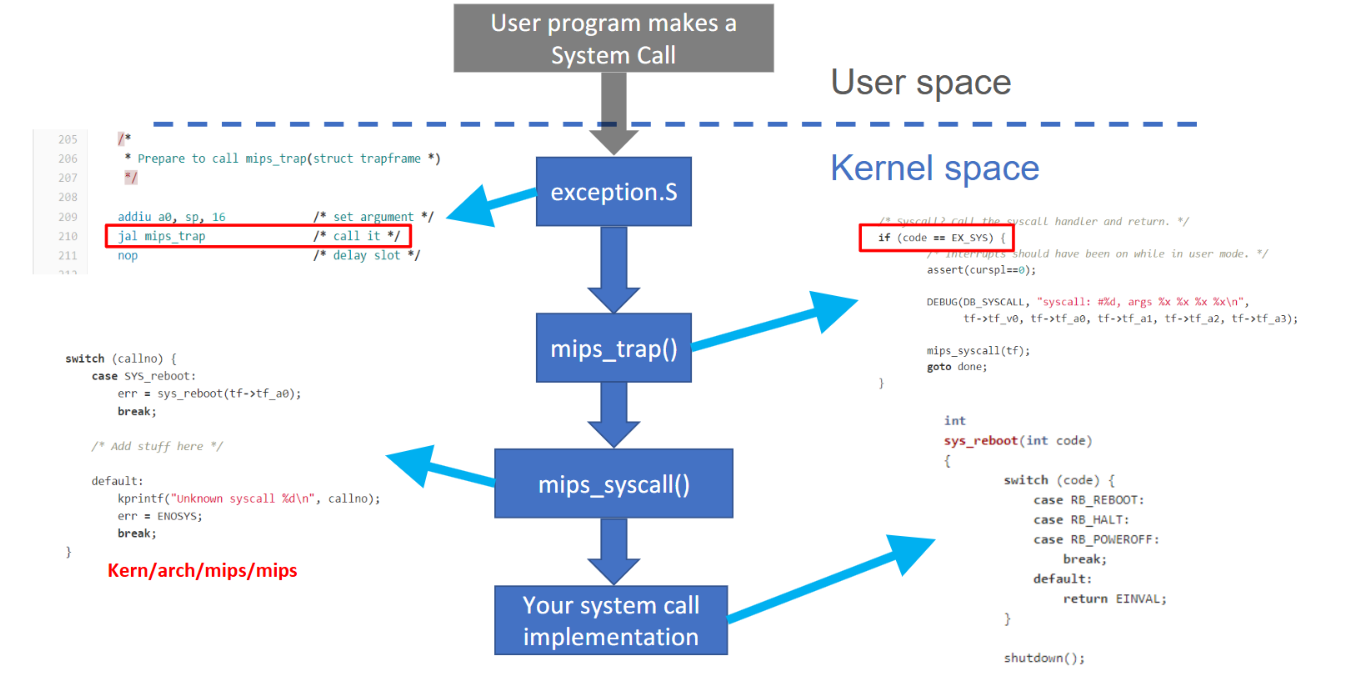 User program makes a
System Call
User space
Kernel space
205 /*
206 * Prepare to call mips_trap(struct trapframe *)
207 */
208
209 addiu a0, sp, 16 /* set argument */
210 jal mips_trap /* call it */
211 nop /* delay slot */
exception.S
/* Syscall? Call the syscall handler and return. */
if (code == EX_SYS) {
/* Interrupts should have been on while in user mode. */
assert(curspl==0);
DEBUG(DB_SYSCALL, "syscall: #%d, args %x %x %x %x\n",
tf->tf_v0, tf->tf_a0, tf->tf_a1, tf->tf_a2, tf->tf_a3);
mips_syscall(tf);
goto done;
}
mips_trap()
switch (callno) {
case SYS_reboot:
err = sys_reboot(tf->tf_a0);
break;
/* Add stuff here */
default:
kprintf("Unknown syscall %d\n", callno);
err = ENOSYS;
break;
}
Kern/arch/mips/mips
mips_syscall()
int
sys_reboot(int code)
{
switch (code) {
case RB_REBOOT:
case RB_HALT:
case RB_POWEROFF:
break;
default:
return EINVAL;
}
shutdown();
Your system call
implementation